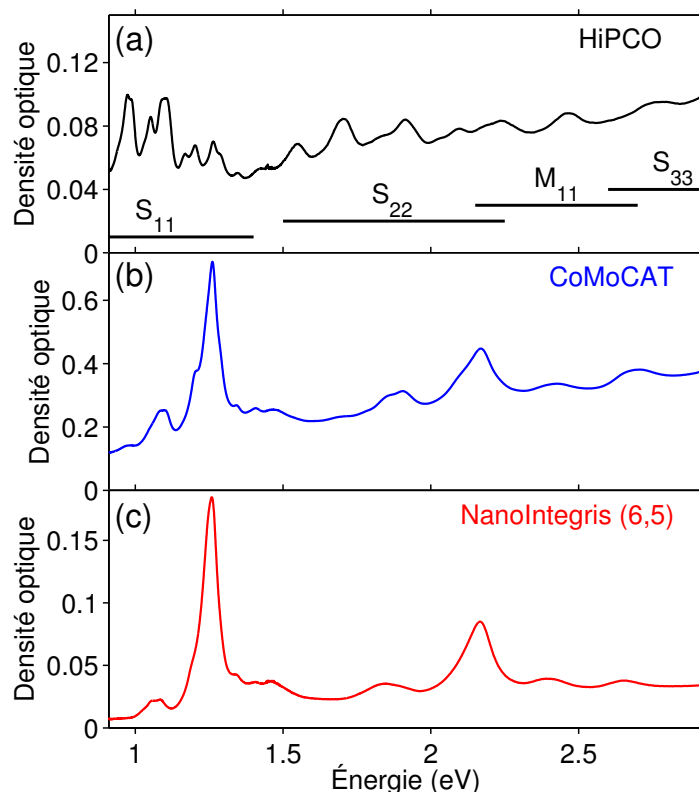 (a)
HiPCO
Densité optique
0.12
0.08
0.04
0
S11
S22
M11
S33
(b)
CoMoCAT
Densité optique
0.6
0.4
0.2
0
(c)
NanoIntegris (6,5)
Densité optique
0.15
0.1
0.05
0
1
1.5
2
2.5
Énergie (eV)